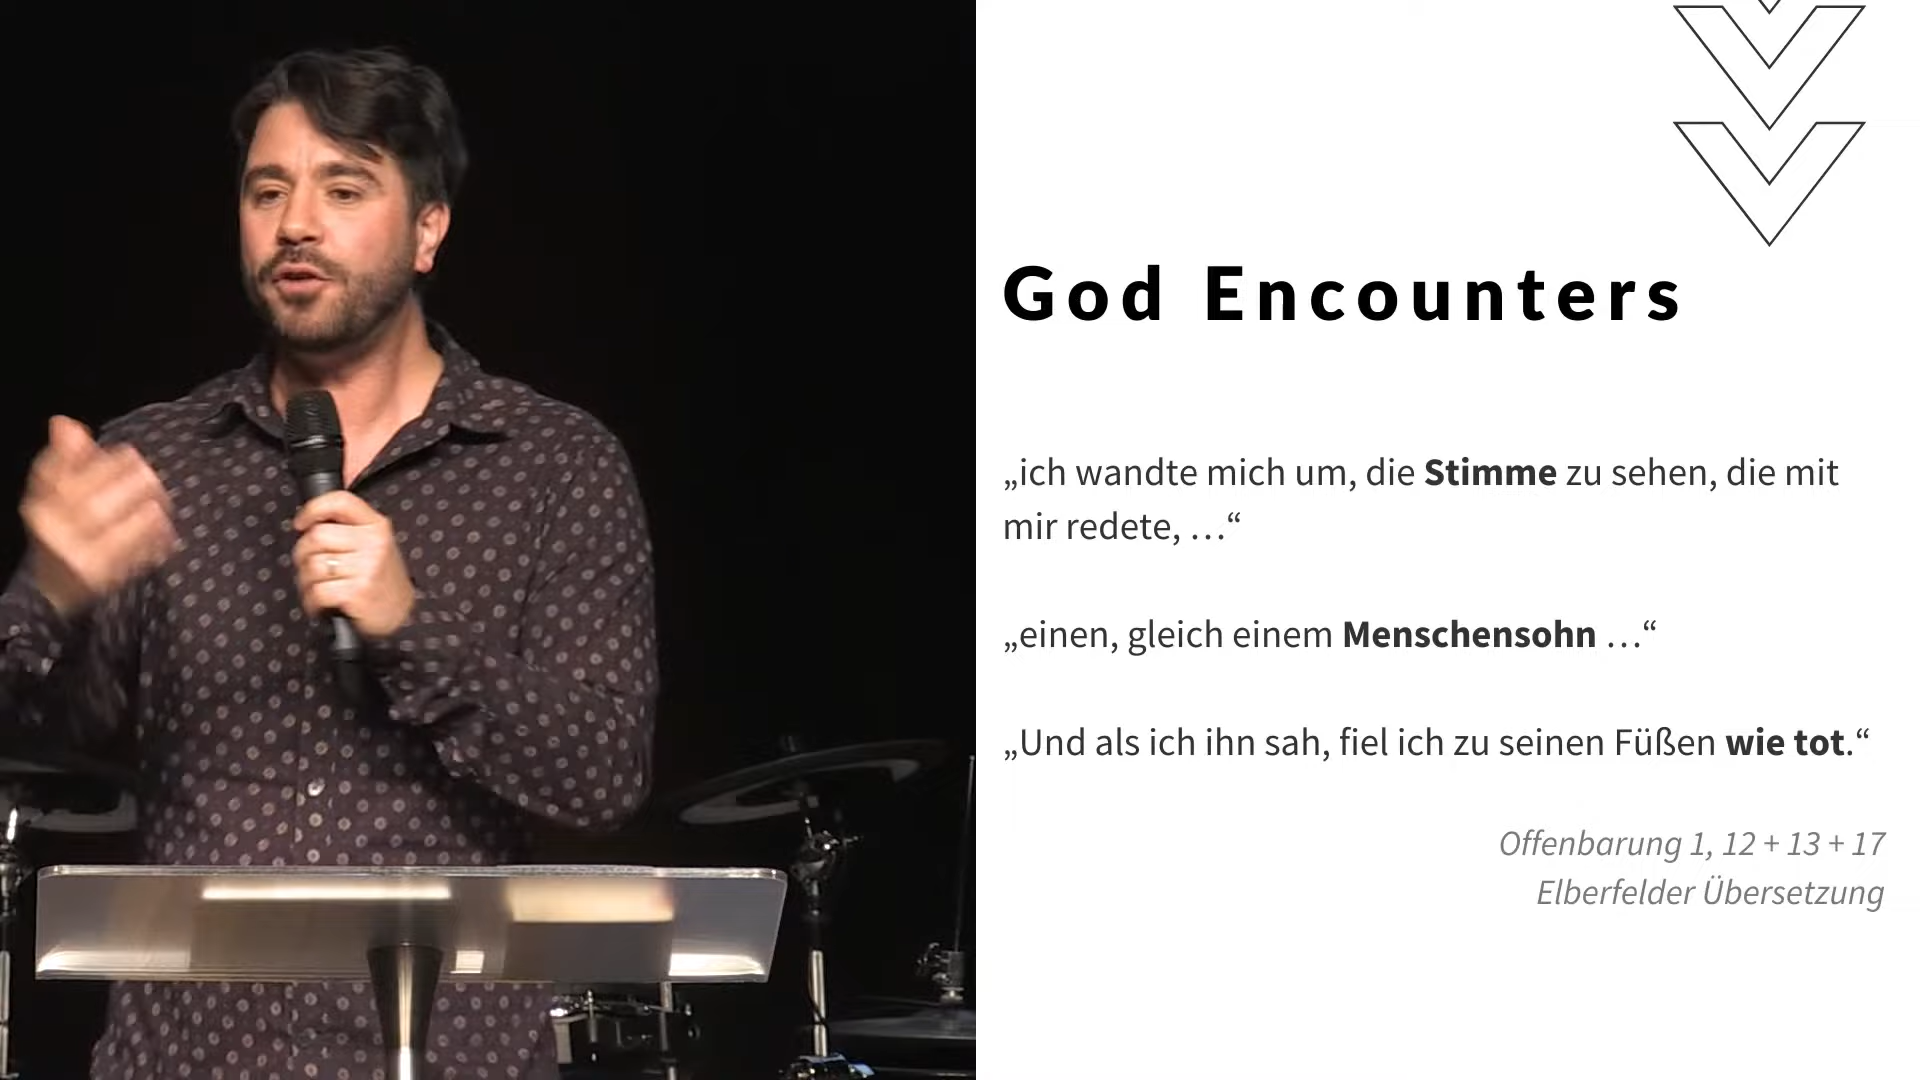 God Encounters
„ich wandte mich um, die Stimme zu sehen, die mit
mir redete, …“
„einen, gleich einem Menschensohn …“
„Und als ich ihn sah, fiel ich zu seinen Füßen wie tot.“
Offenbarung 1, 12 + 13 + 17
Elberfelder Übersetzung